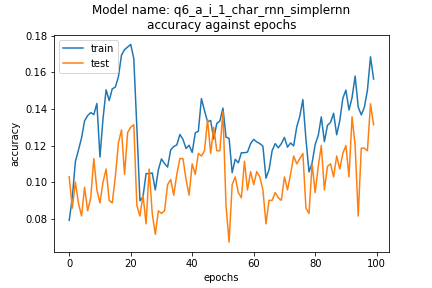 Model name: q6_a_i_1_char_rnn_simplernn
accuracy against epochs
0.18
0.16
0.14
0.12
0.10
0.08
accuracy
train
test
0 20 40 60 80 100
epochs